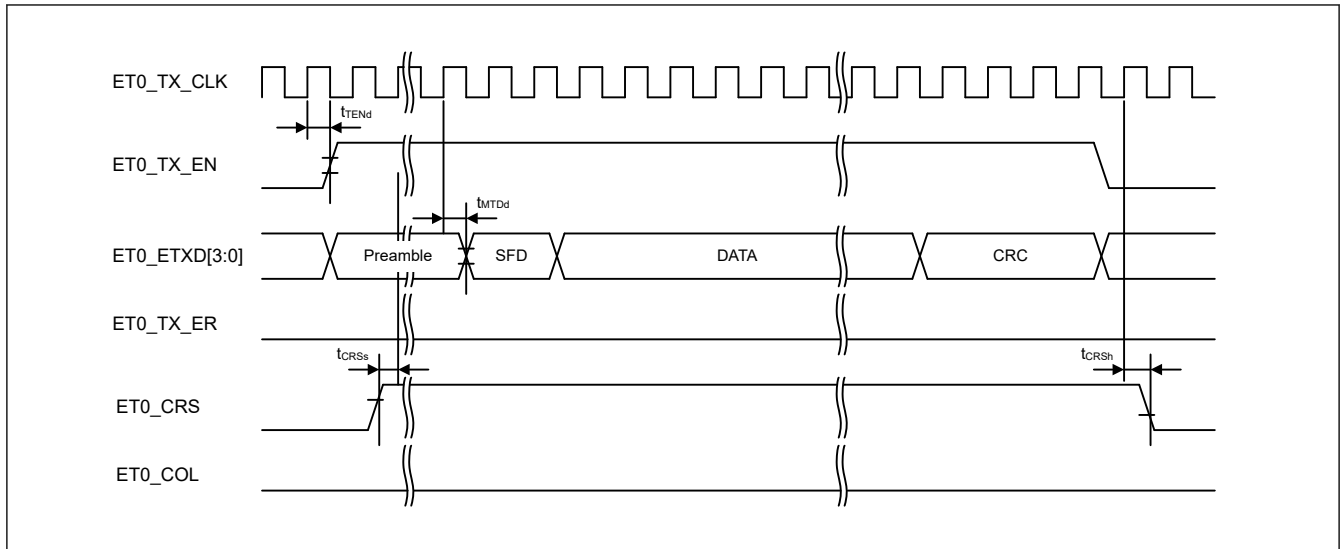 ET0_TX_CLK
tTENd
ET0_TX_EN
tMTDd
ET0_ETXD[3:0]
Preamble SFD DATA CRC
ET0_TX_ER
tCRSs tCRSh
ET0_CRS
ET0_COL